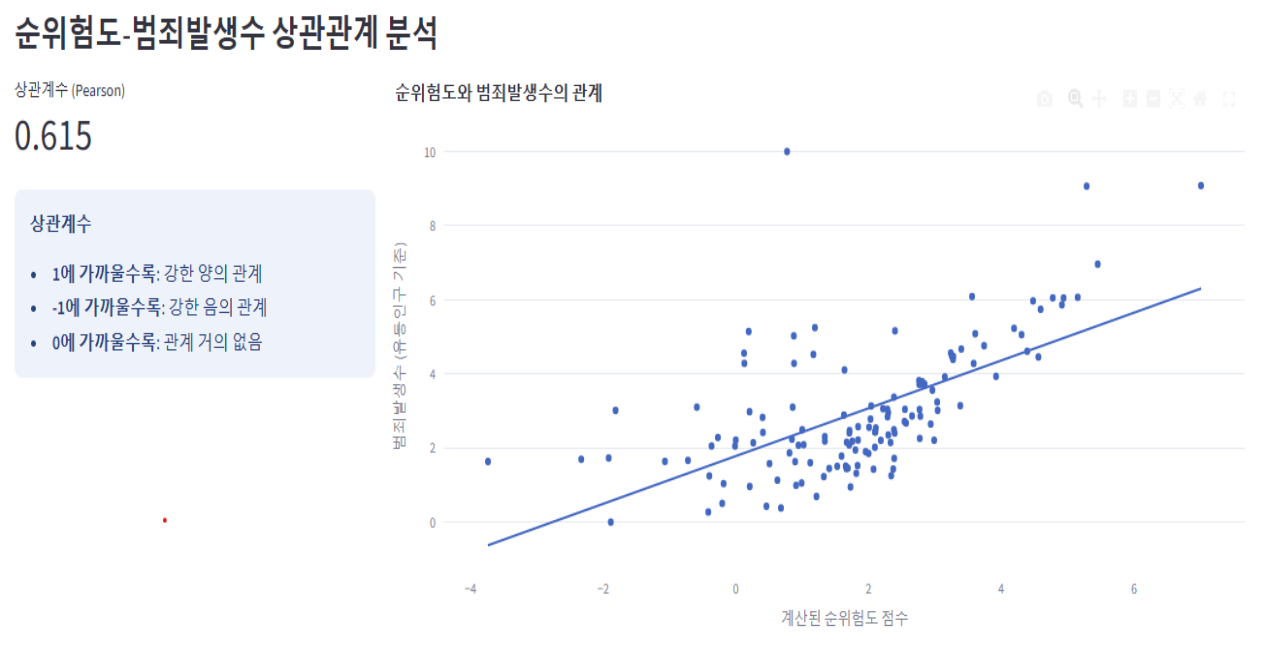 순위험도-범죄발생수 상관관계 분석
상관계수 (Pearson)
0.615
상관계수
• 1에 가까울수록: 강한 양의 관계
• -1에 가까울수록: 강한 음의 관계
• 0에 가까울수록: 관계 거의 없음
순위험도와 범죄발생수의 관계
범죄발생수 (유동인구 기준)
10
8
6
4
2
0
−4
−2
0
2
4
6
계산된 순위험도 점수